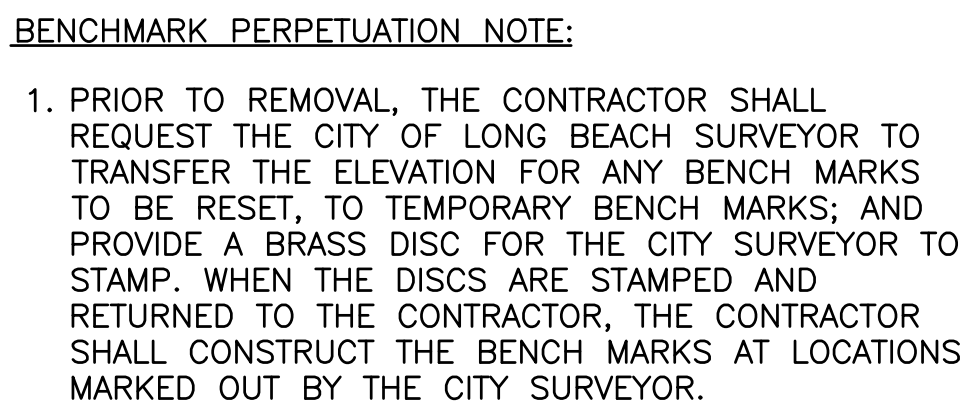 BENCHMARK PERPETUATION NOTE:
1. PRIOR TO REMOVAL, THE CONTRACTOR SHALL
REQUEST THE CITY OF LONG BEACH SURVEYOR TO
TRANSFER THE ELEVATION FOR ANY BENCH MARKS
TO BE RESET, TO TEMPORARY BENCH MARKS; AND
PROVIDE A BRASS DISC FOR THE CITY SURVEYOR TO
STAMP. WHEN THE DISCS ARE STAMPED AND
RETURNED TO THE CONTRACTOR, THE CONTRACTOR
SHALL CONSTRUCT THE BENCH MARKS AT LOCATIONS
MARKED OUT BY THE CITY SURVEYOR.